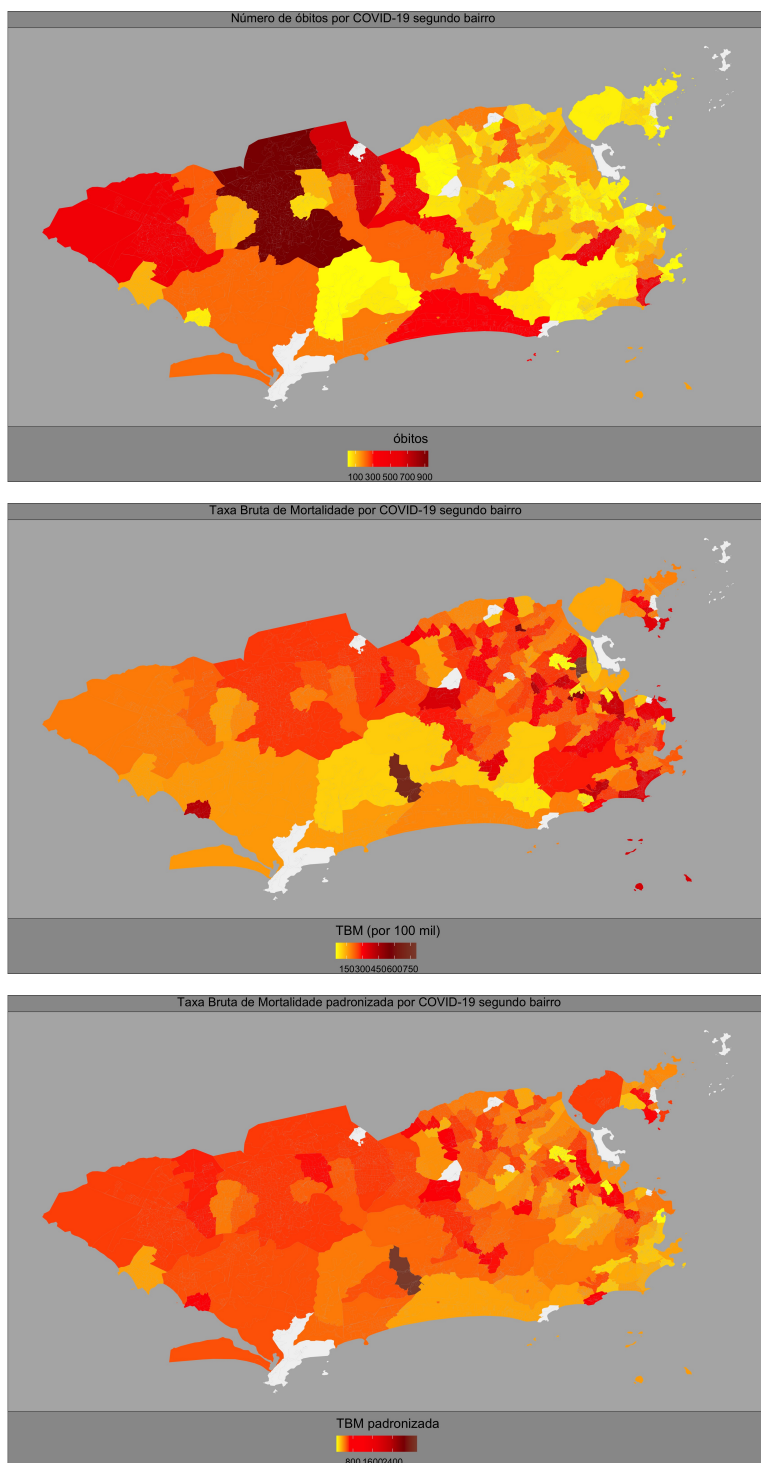 Número de óbitos por COVID-19 segundo bairro
óbitos
100 300 500 700 900
Taxa Bruta de Mortalidade por COVID-19 segundo bairro
TBM (por 100 mil)
150300450600750
Taxa Bruta de Mortalidade padronizada por COVID-19 segundo bairro
TBM padronizada
800 16002400